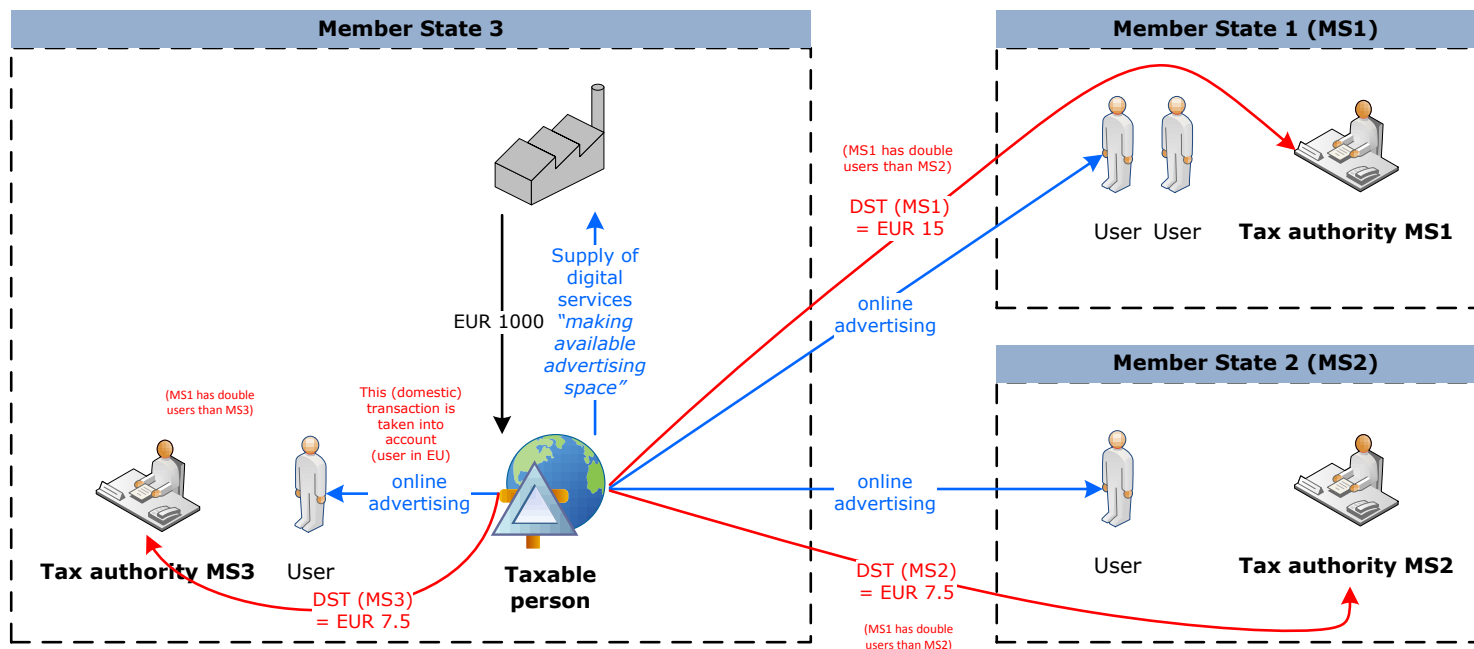 Member State 3
EUR 1000
Supply of
digital
services
“making
available
advertising
space”
(MS1 has double
users than MS3)
This (domestic)
transaction is
taken into
account
(user in EU)
online
advertising
Tax authority MS3
User
Taxable
person
DST (MS3)
= EUR 7.5
(MS1 has double
users than MS2)
DST (MS1)
= EUR 15
online
advertising
online
advertising
DST (MS2)
= EUR 7.5
(MS1 has double
users than MS2)
Member State 1 (MS1)
User User
Tax authority MS1
Member State 2 (MS2)
User
Tax authority MS2